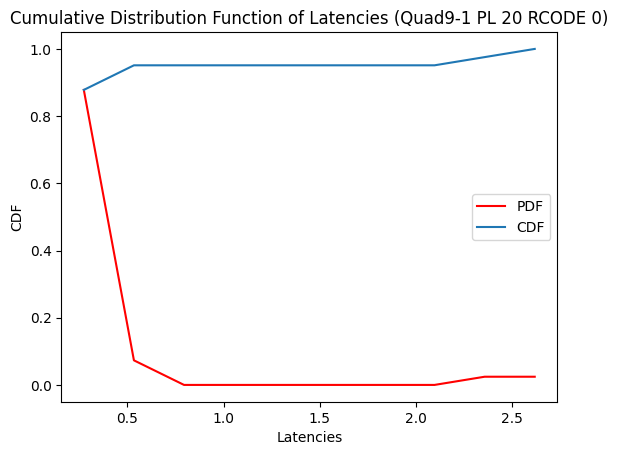 Cumulative Distribution Function of Latencies (Quad9-1 PL 20 RCODE 0)
1.0
0.8
0.6
0.4
0.2
0.0
CDF
PDF
CDF
0.5
1.0
1.5
2.0
2.5
Latencies